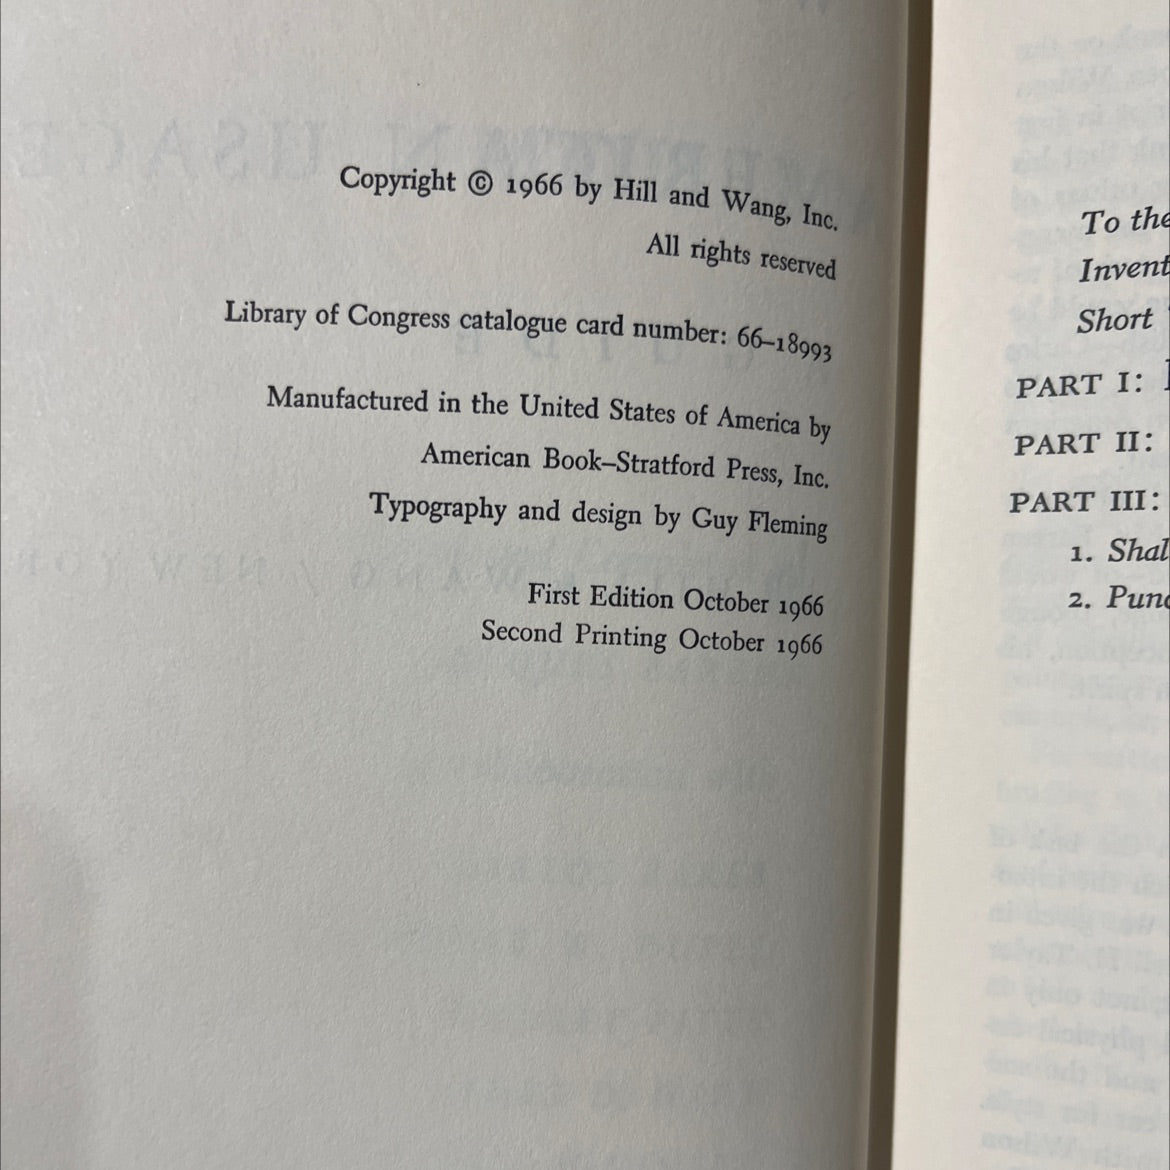 Copyright © 1966 by Hill and Wang, Inc.
All rights reserved
Library of Congress catalogue card number: 66–18993
Manufactured in the United States of America by
American Book–Stratford Press, Inc.
Typography and design by Guy Fleming
First Edition October 1966
Second Printing October 1966
To the
Invent
Short
PART I:
PART II:
PART III:
1. Shal
2. Punc